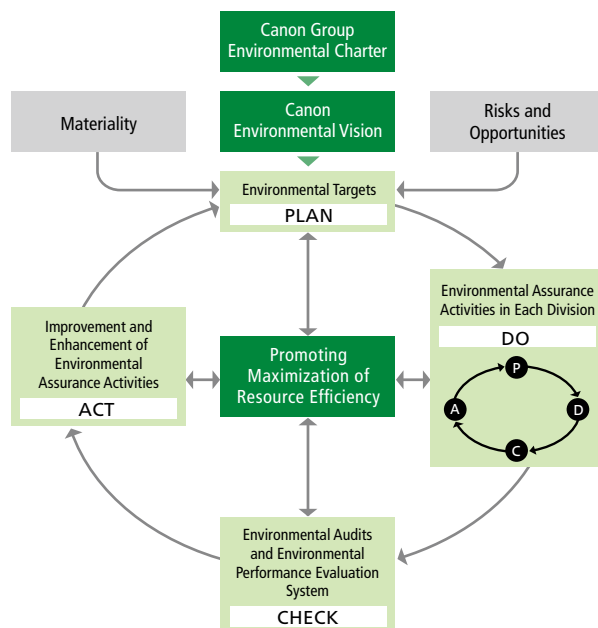 Canon Group
Environmental Charter
Materiality
Canon
Environmental Vision
Risks and
Opportunities
Environmental Targets
PLAN
Environmental Assurance
Activities in Each Division
DO
P
D
C
A
Improvement and
Enhancement of
Environmental
Assurance Activities
ACT
Promoting
Maximization of
Resource Efficiency
Environmental Audits
and Environmental
Performance Evaluation
System
CHECK